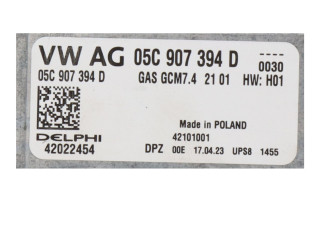 VW AG 05C 907 394 D ----
0030
05C 907 394 D GAS GCM7.4 21 01 HW: H01
Made in POLAND
DELPHI 42101001
42022454 DPZ 00E 17.04.23 UPS8 1455